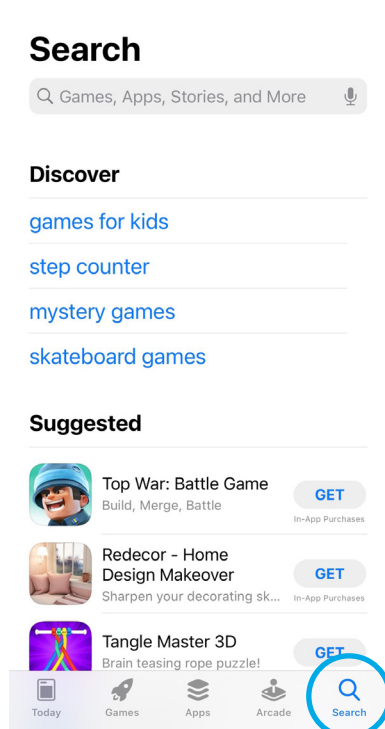 Search
Games, Apps, Stories, and More
Discover
games for kids
step counter
mystery games
skateboard games
Suggested
Top War: Battle Game
Build, Merge, Battle
GET
In-App Purchases
Redecor - Home
Design Makeover
Sharpen your decorating sk...
GET
In-App Purchases
Tangle Master 3D
Brain teasing rope puzzle!
GET
Today
Games
Apps
Arcade
Search